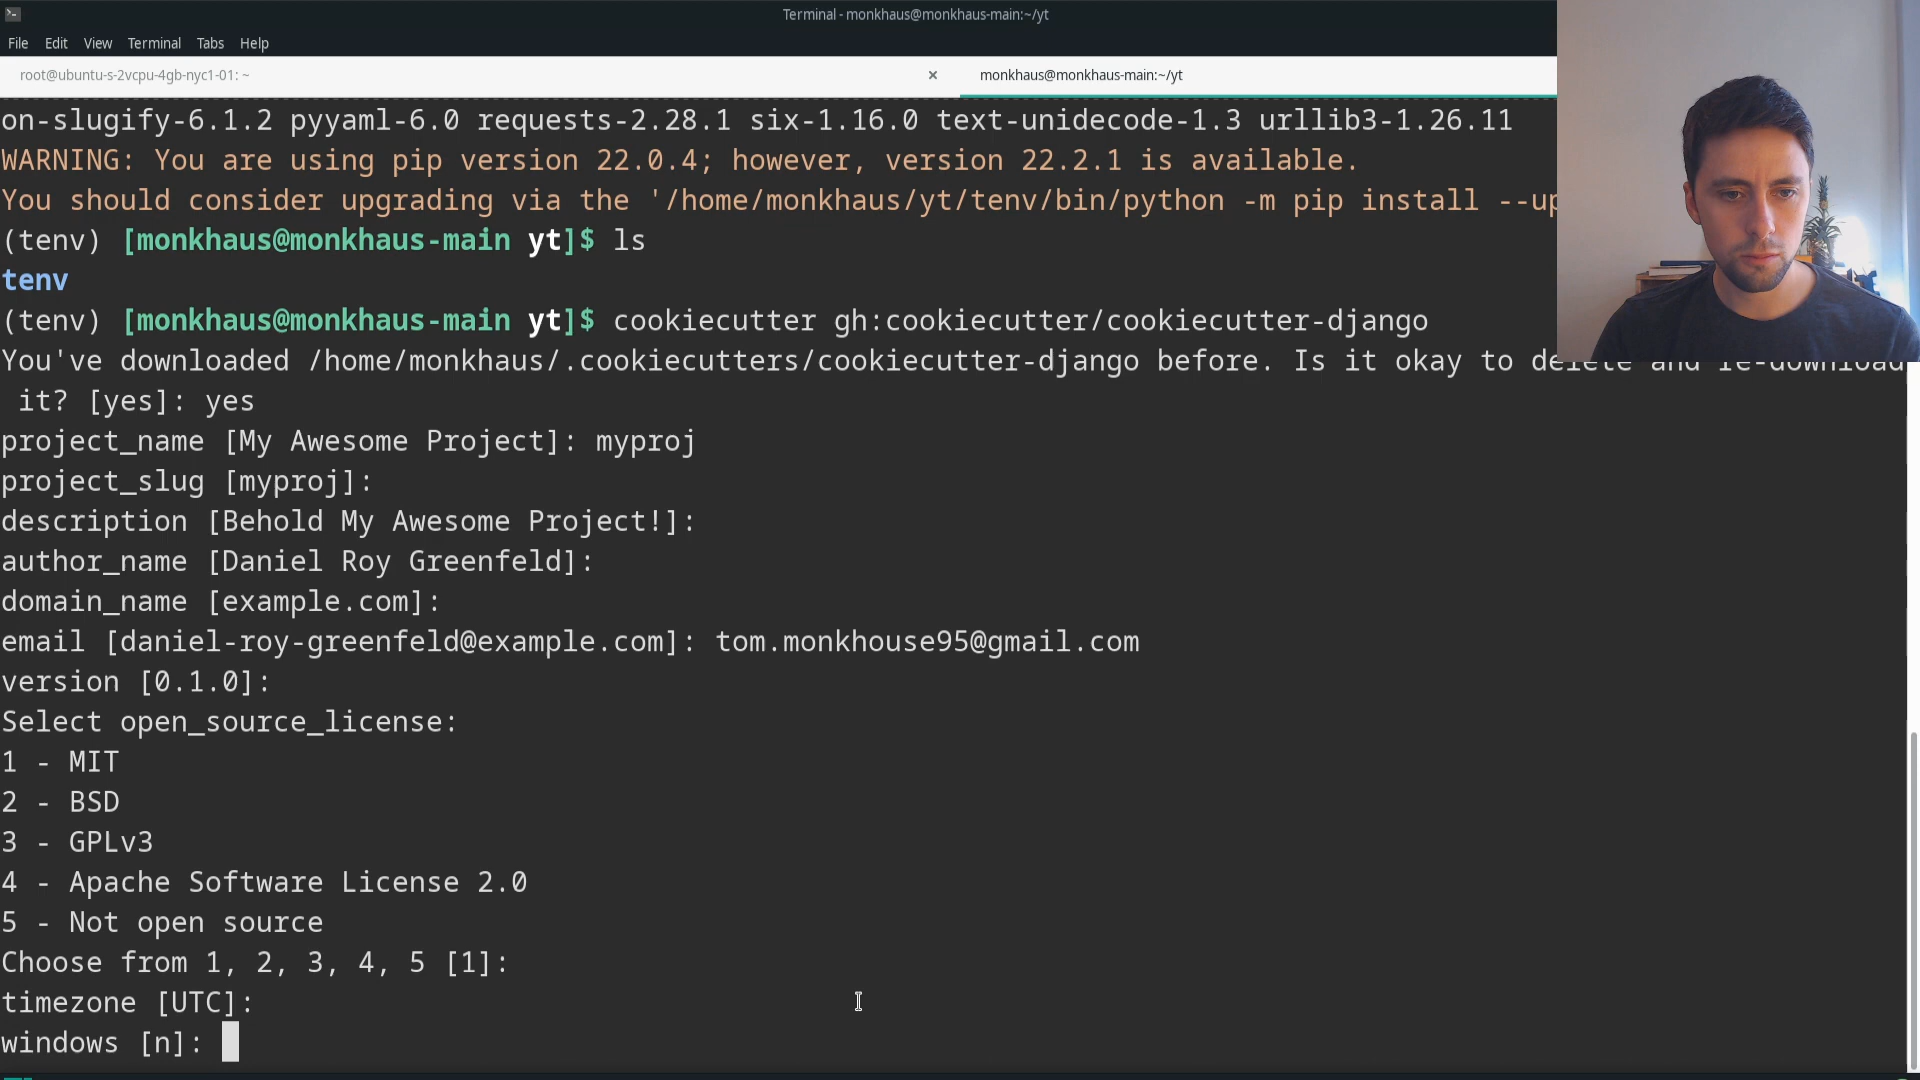 Terminal - monkhaus@monkhaus-main:~/yt
File Edit View Terminal Tabs Help
root@ubuntu-s-2vcpu-4gb-nyc1-01: ~ × monkhaus@monkhaus-main:~/yt
on-slugify-6.1.2 pyyaml-6.0 requests-2.28.1 six-1.16.0 text-unidecode-1.3 urllib3-1.26.11
WARNING: You are using pip version 22.0.4; however, version 22.2.1 is available.
You should consider upgrading via the '/home/monkhaus/yt/tenv/bin/python -m pip install --up
(tenv) [monkhaus@monkhaus-main yt]$ ls
tenv
(tenv) [monkhaus@monkhaus-main yt]$ cookiecutter gh:cookiecutter/cookiecutter-django
You've downloaded /home/monkhaus/.cookiecutters/cookiecutter-django before. Is it okay to delete and re-download
it? [yes]: yes
project_name [My Awesome Project]: myproj
project_slug [myproj]:
description [Behold My Awesome Project!]:
author_name [Daniel Roy Greenfeld]:
domain_name [example.com]:
email [daniel-roy-greenfeld@example.com]: tom.monkhouse95@gmail.com
version [0.1.0]:
Select open_source_license:
1 - MIT
2 - BSD
3 - GPLv3
4 - Apache Software License 2.0
5 - Not open source
Choose from 1, 2, 3, 4, 5 [1]:
timezone [UTC]:
windows [n]: